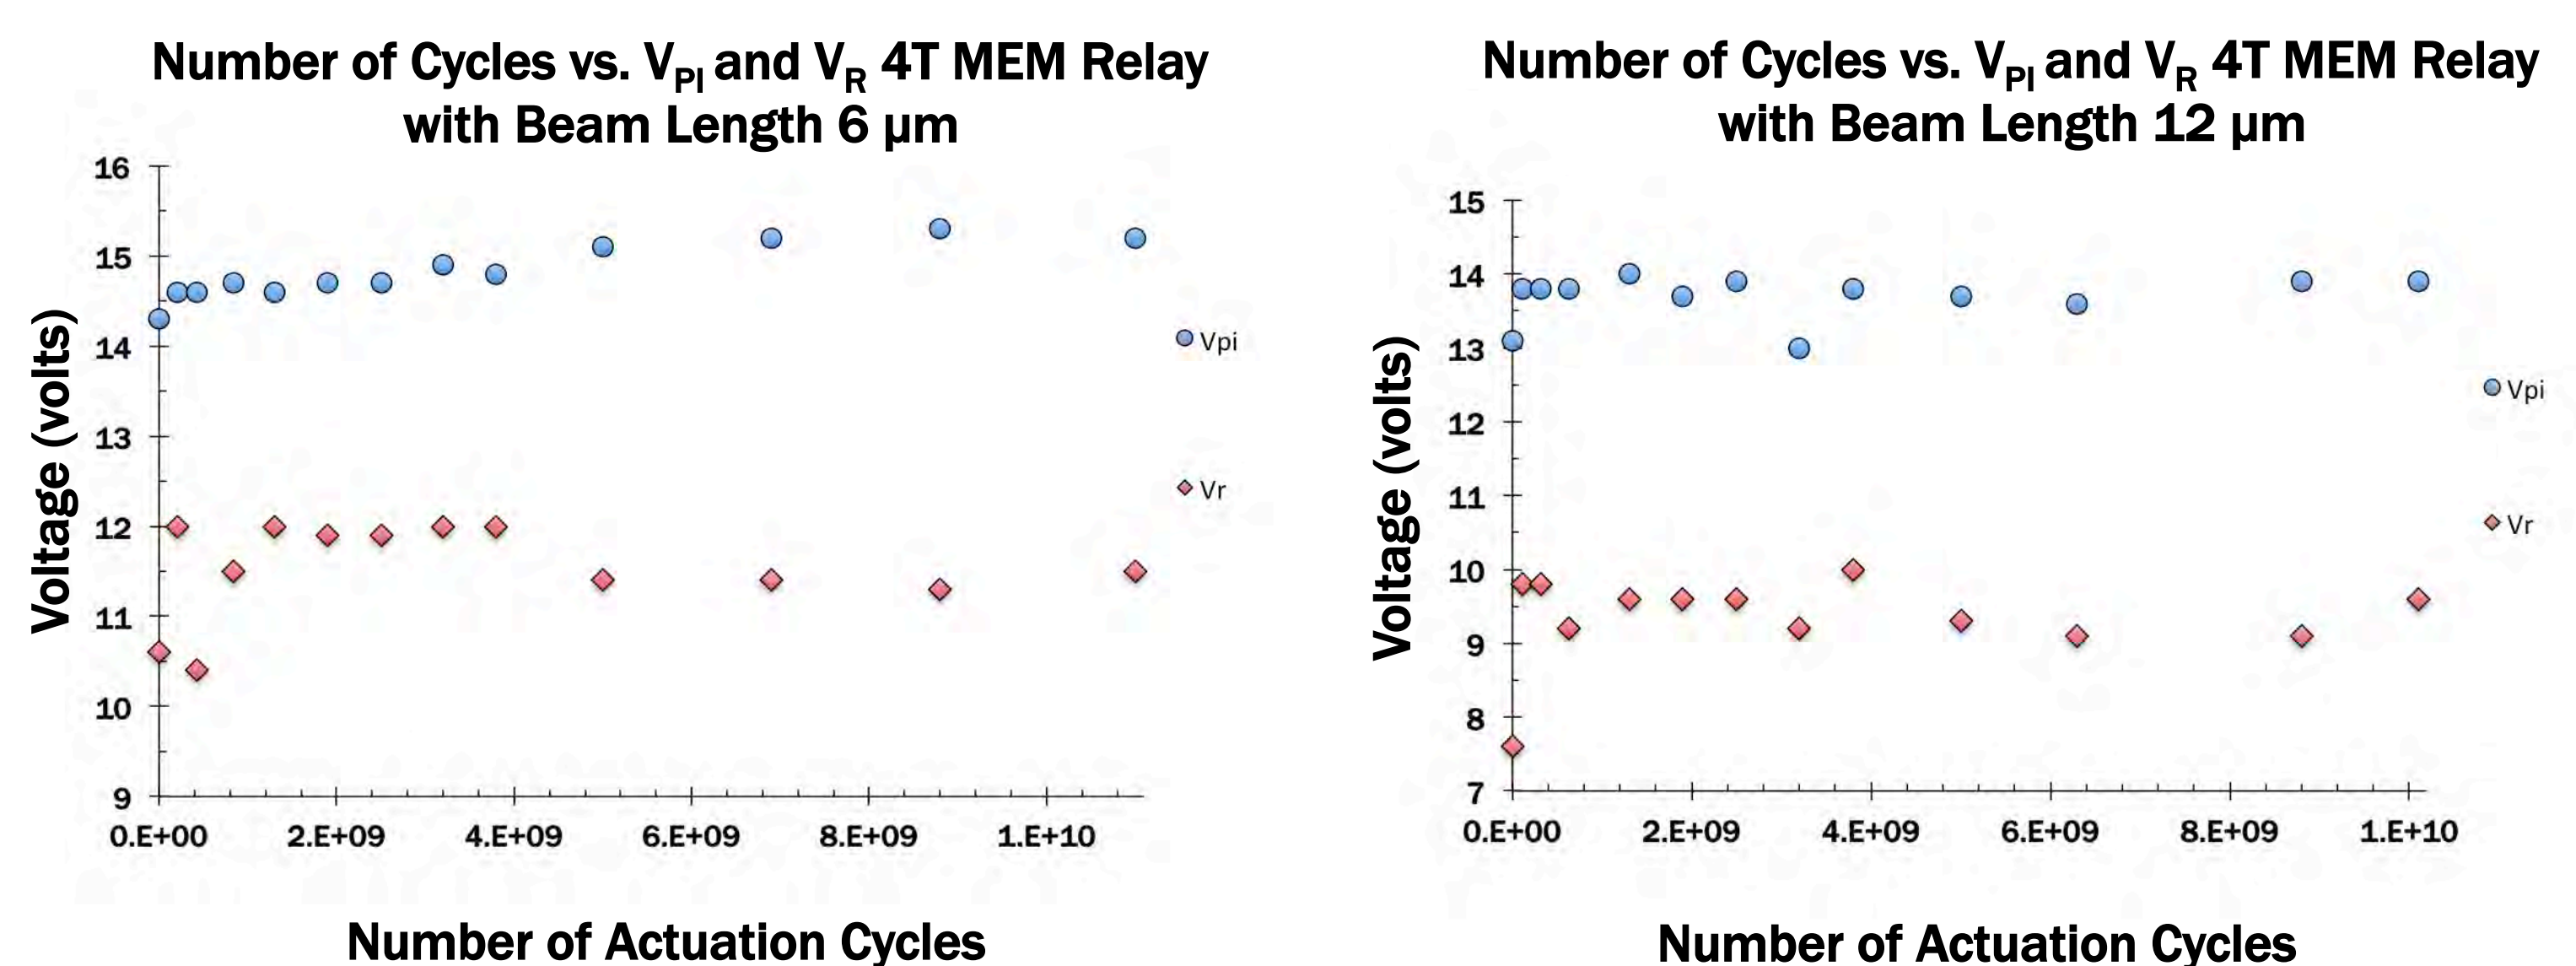 Number of Cycles vs. VPI and VR 4T MEM Relay
with Beam Length 6 µm
16
15
14
13
12
11
10
9
Voltage (volts)
0.E+00 2.E+09 4.E+09 6.E+09 8.E+09 1.E+10
Number of Actuation Cycles
Vpi
Vr
Number of Cycles vs. VPI and VR 4T MEM Relay
with Beam Length 12 µm
15
14
13
12
11
10
9
8
7
Voltage (volts)
0.E+00 2.E+09 4.E+09 6.E+09 8.E+09 1.E+10
Number of Actuation Cycles
Vpi
Vr